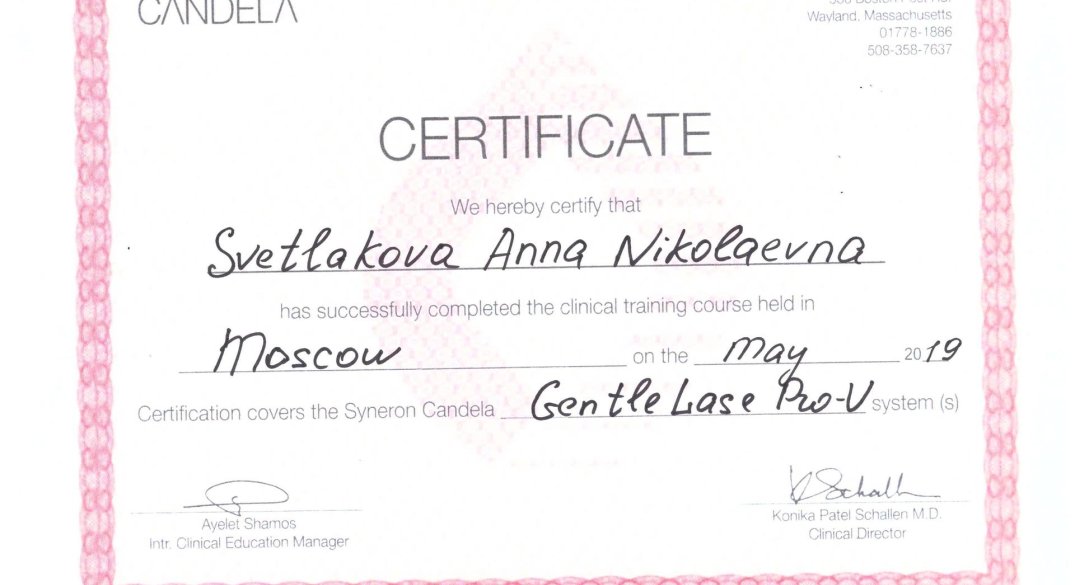 CANDELA
Wayland, Massachusetts
01778-1886
508-358-7637
CERTIFICATE
We hereby certify that
Svetlakova Anna Nikolaevna
has successfully completed the clinical training course held in
Moscow on the may 2019
Certification covers the Syneron Candela GentleLase Pro-V system (s)
Ayelet Shamos
Intr. Clinical Education Manager
Konika Patel Schallen M.D.
Clinical Director